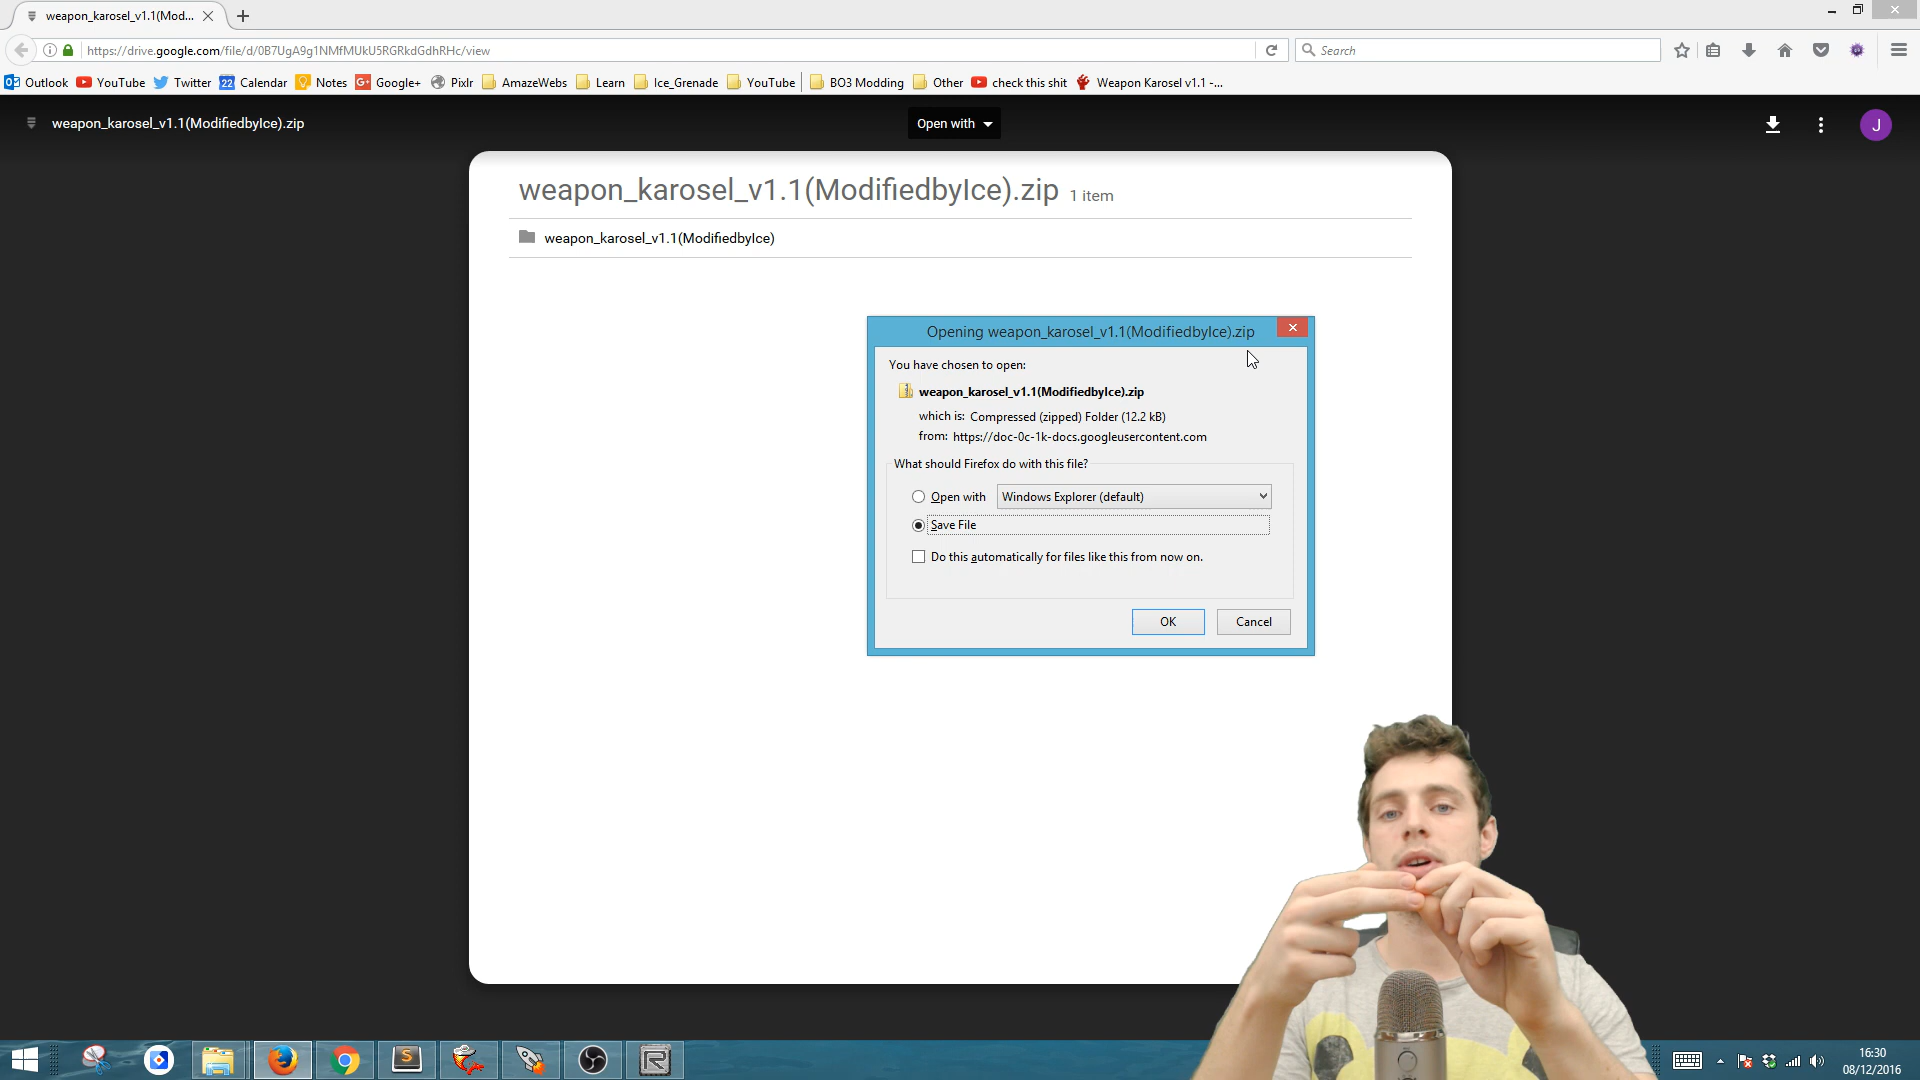 weapon_karosel_v1.1(Mod...
https://drive.google.com/file/d/0B7UgA9g1NMfMUkU5RGRkdGdhRHc/view
Search
Outlook YouTube Twitter 22 Calendar Notes G+ Google+ Pixlr AmazeWebs Learn Ice_Grenade YouTube BO3 Modding Other check this shit Weapon Karosel v1.1 -...
weapon_karosel_v1.1(ModifiedbyIce).zip
Open with
J
weapon_karosel_v1.1(ModifiedbyIce).zip 1 item
weapon_karosel_v1.1(ModifiedbyIce)
Opening weapon_karosel_v1.1(ModifiedbyIce).zip
You have chosen to open:
weapon_karosel_v1.1(ModifiedbyIce).zip
which is: Compressed (zipped) Folder (12.2 kB)
from: https://doc-0c-1k-docs.googleusercontent.com
What should Firefox do with this file?
Open with Windows Explorer (default)
Save File
Do this automatically for files like this from now on.
OK Cancel
16:30
08/12/2016